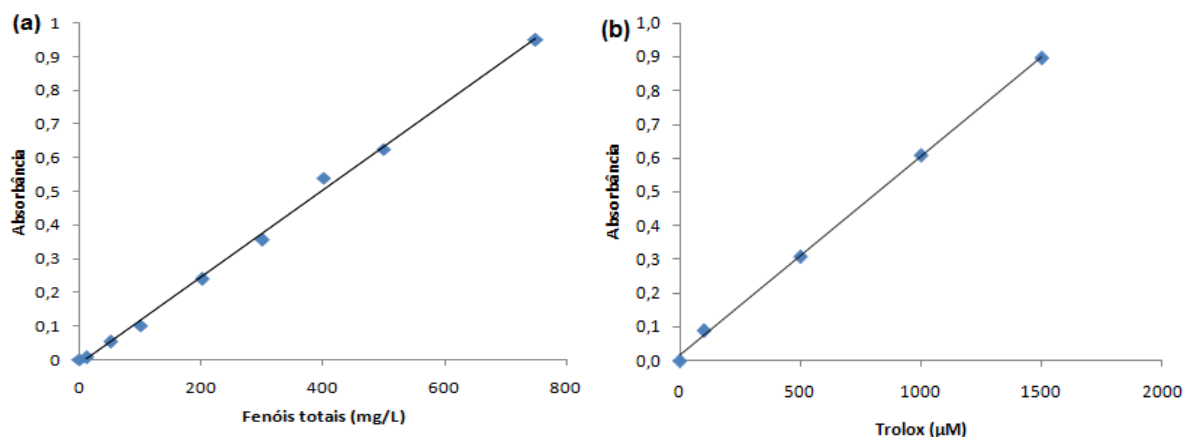 (a)
1
0,9
0,8
0,7
0,6
0,5
0,4
0,3
0,2
0,1
0
Absorbância
0 200 400 600 800
Fenóis totais (mg/L)
(b)
1,0
0,9
0,8
0,7
0,6
0,5
0,4
0,3
0,2
0,1
0,0
Absorbância
0 500 1000 1500 2000
Trolox (µM)